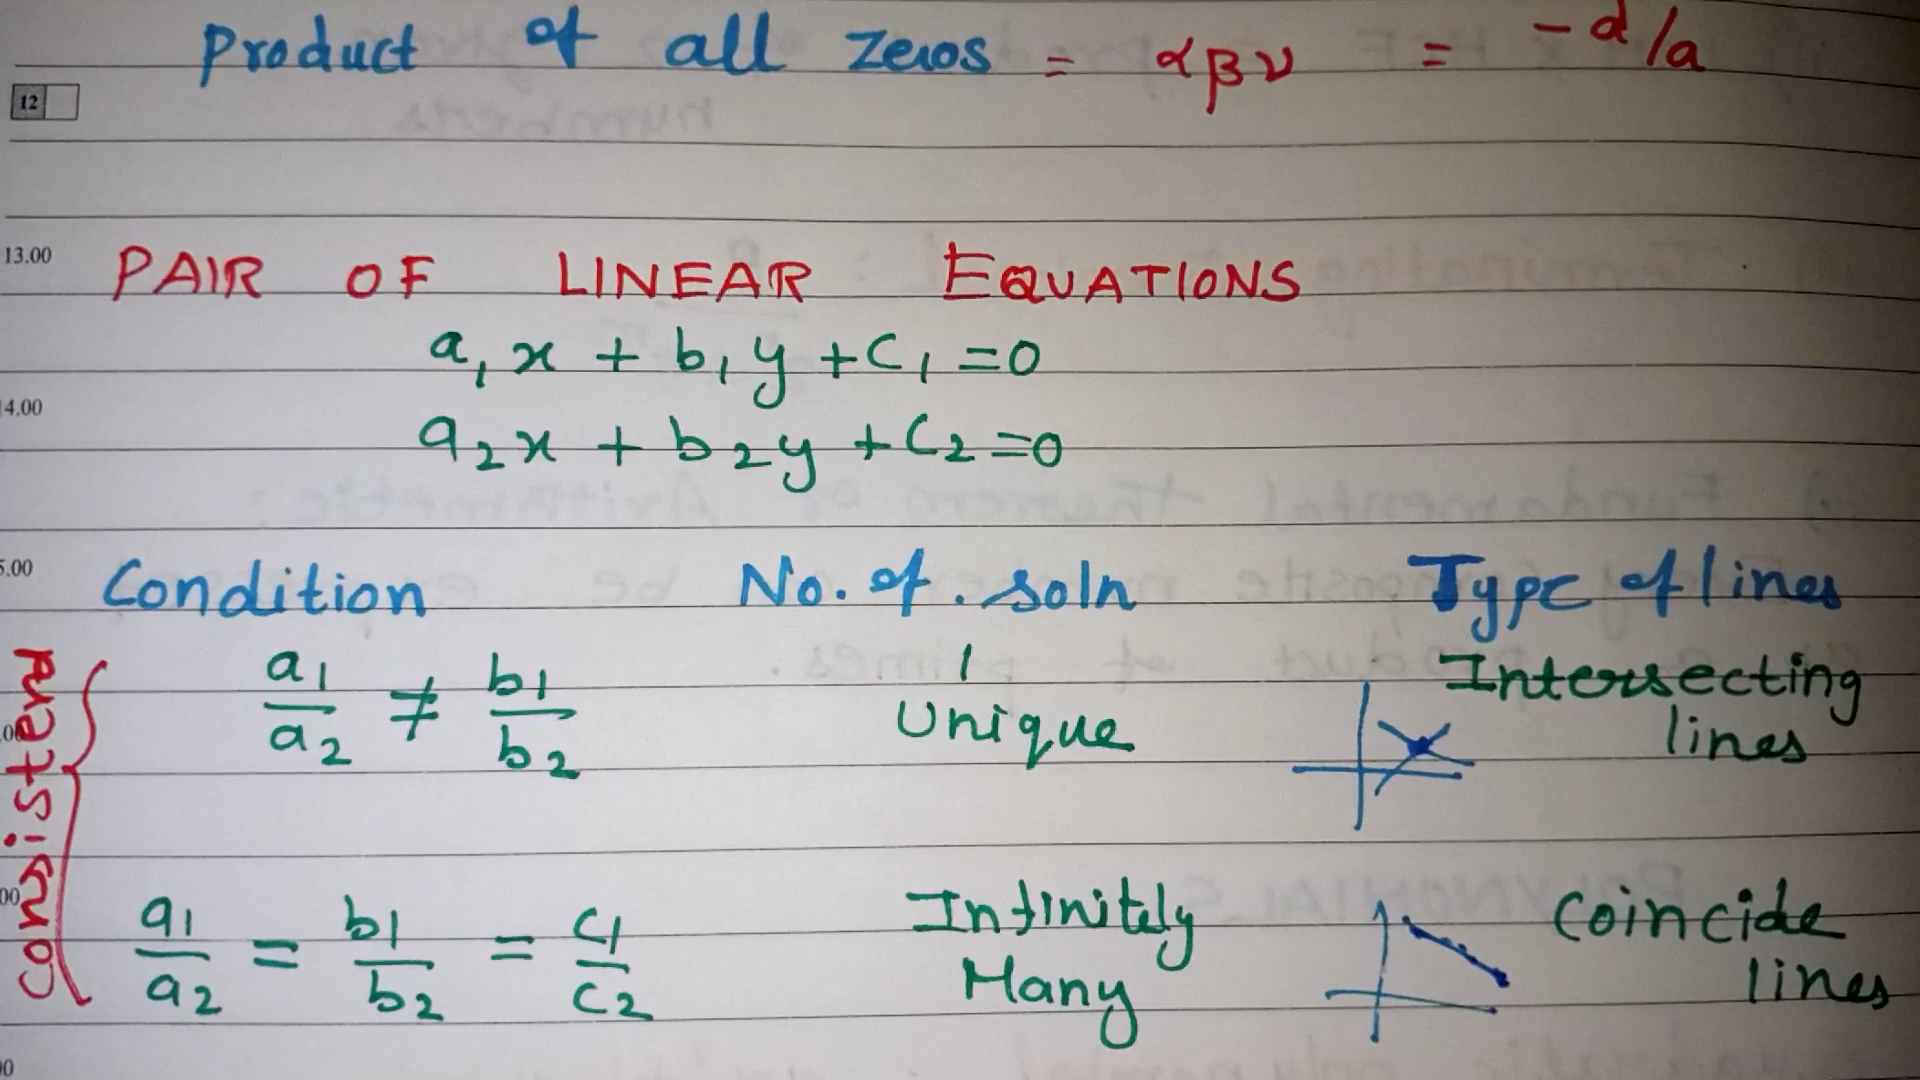 Product of all zeros = αβγ = -d/a
12
13.00
PAIR OF LINEAR EQUATIONS
a₁x + b₁y + C₁ = 0
14.00
a₂x + b₂y + C₂ = 0
5.00
Condition No. of. soln Type of lines
consistent
a₁/a₂ ≠ b₁/b₂ 1 Unique Intersecting lines
a₁/a₂ = b₁/b₂ = C₁/C₂ Infinitely Many Coincide lines